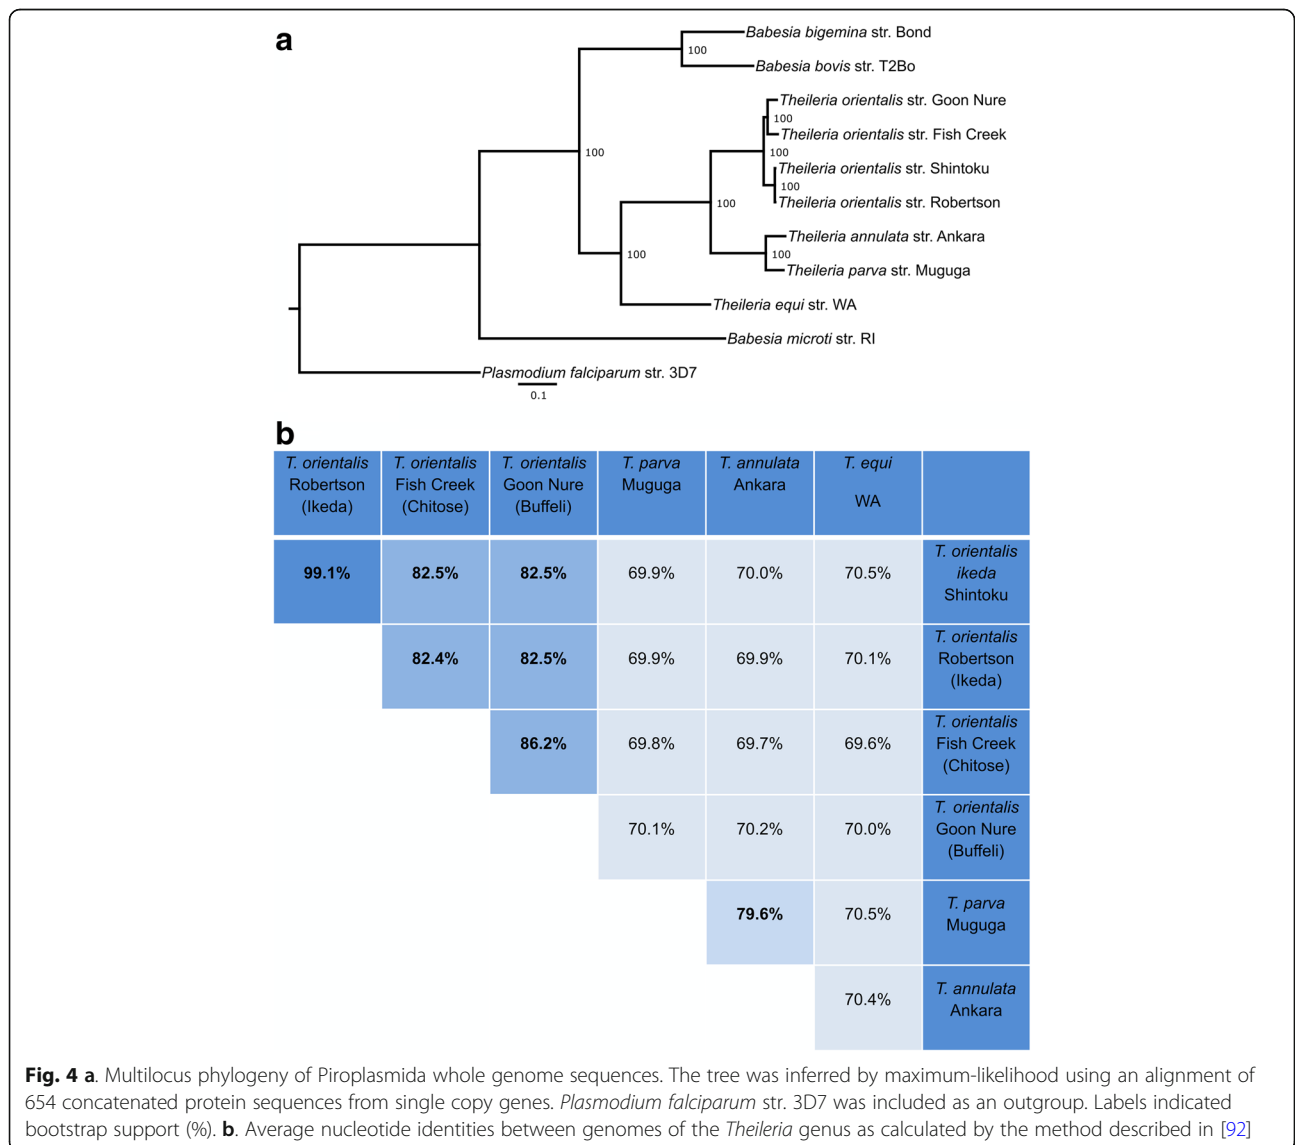 a
Babesia bigemina str. Bond
100
Babesia bovis str. T2Bo
Theileria orientalis str. Goon Nure
100
Theileria orientalis str. Fish Creek
100
100
Theileria orientalis str. Shintoku
100
Theileria orientalis str. Robertson
100
Theileria annulata str. Ankara
100
100
Theileria parva str. Muguga
Theileria equi str. WA
Babesia microti str. RI
Plasmodium falciparum str. 3D7
0.1
b
T. orientalis T. orientalis T. orientalis T. parva T. annulata T. equi
Robertson Fish Creek Goon Nure Muguga Ankara
WA
(Ikeda) (Chitose) (Buffeli)
T. orientalis
99.1% 82.5% 82.5% 69.9% 70.0% 70.5% ikeda
Shintoku
T. orientalis
82.4% 82.5% 69.9% 69.9% 70.1% Robertson
(Ikeda)
T. orientalis
86.2% 69.8% 69.7% 69.6% Fish Creek
(Chitose)
T. orientalis
70.1% 70.2% 70.0% Goon Nure
(Buffeli)
T. parva
79.6% 70.5% Muguga
T. annulata
70.4% Ankara
Fig. 4 a. Multilocus phylogeny of Piroplasmida whole genome sequences. The tree was inferred by maximum-likelihood using an alignment of
654 concatenated protein sequences from single copy genes. Plasmodium falciparum str. 3D7 was included as an outgroup. Labels indicated
bootstrap support (%). b. Average nucleotide identities between genomes of the Theileria genus as calculated by the method described in [92]